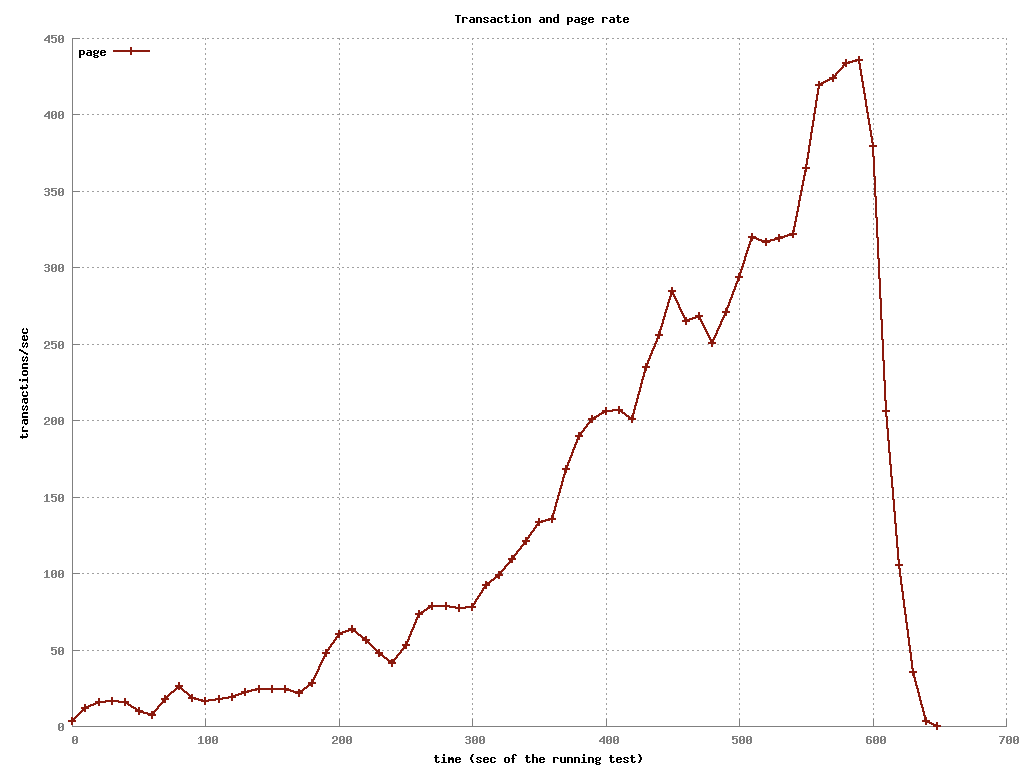 Transaction and page rate
450
page
400
350
300
250
transactions/sec
200
150
100
50
0
0 100 200 300 400 500 600 700
time (sec of the running test)